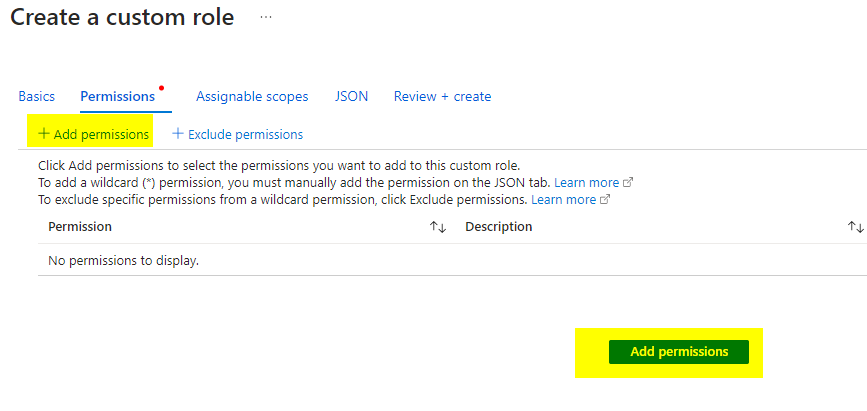 Create a custom role ...
Basics Permissions Assignable scopes JSON Review + create
+ Add permissions + Exclude permissions
Click Add permissions to select the permissions you want to add to this custom role.
To add a wildcard (*) permission, you must manually add the permission on the JSON tab. Learn more
To exclude specific permissions from a wildcard permission, click Exclude permissions. Learn more
Permission ↑↓ Description ↑↓
No permissions to display.
Add permissions